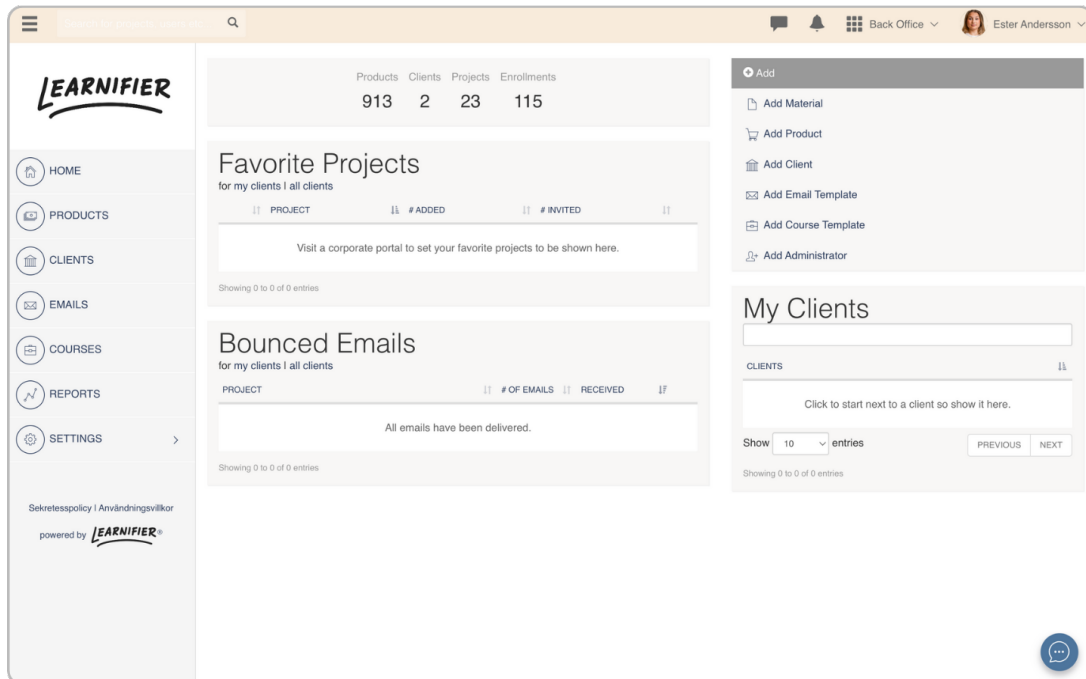 Back Office
Ester Andersson
LEARNIFIER
HOME
PRODUCTS
CLIENTS
EMAILS
COURSES
REPORTS
SETTINGS
Sekretesspolicy | Användningsvillkor
powered by LEARNIFIER®
Products Clients Projects Enrollments
913 2 23 115
Favorite Projects
for my clients | all clients
PROJECT # ADDED # INVITED
Visit a corporate portal to set your favorite projects to be shown here.
Showing 0 to 0 of 0 entries
Bounced Emails
for my clients | all clients
PROJECT # OF EMAILS RECEIVED
All emails have been delivered.
Showing 0 to 0 of 0 entries
Add
Add Material
Add Product
Add Client
Add Email Template
Add Course Template
Add Administrator
My Clients
CLIENTS
Click to start next to a client so show it here.
Show 10 entries
PREVIOUS NEXT
Showing 0 to 0 of 0 entries